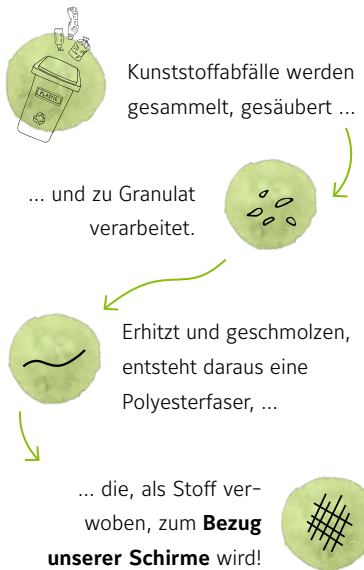 PLASTIC
Kunststoffabfälle werden
gesammelt, gesäubert ...
... und zu Granulat
verarbeitet.
Erhitzt und geschmolzen,
entsteht daraus eine
Polyesterfaser, ...
... die, als Stoff ver-
woben, zum Bezug
unserer Schirme wird!